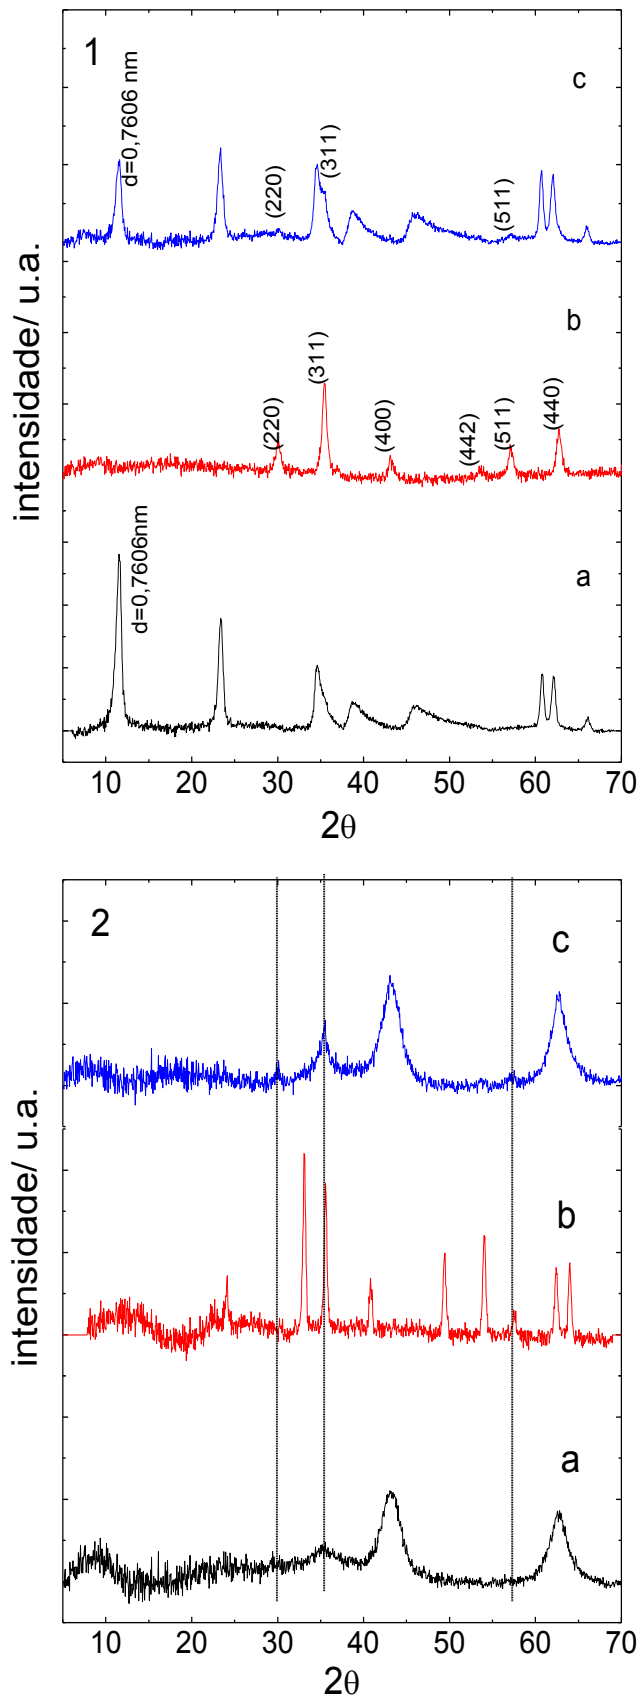 1
c
d=0,7606 nm
(220)
(311)
(511)
b
(220)
(311)
(400)
(442)
(511)
(440)
a
d=0,7606nm
intensidade/ u.a.
10 20 30 40 50 60 70
2θ
2
c
b
a
intensidade/ u.a.
10 20 30 40 50 60 70
2θ